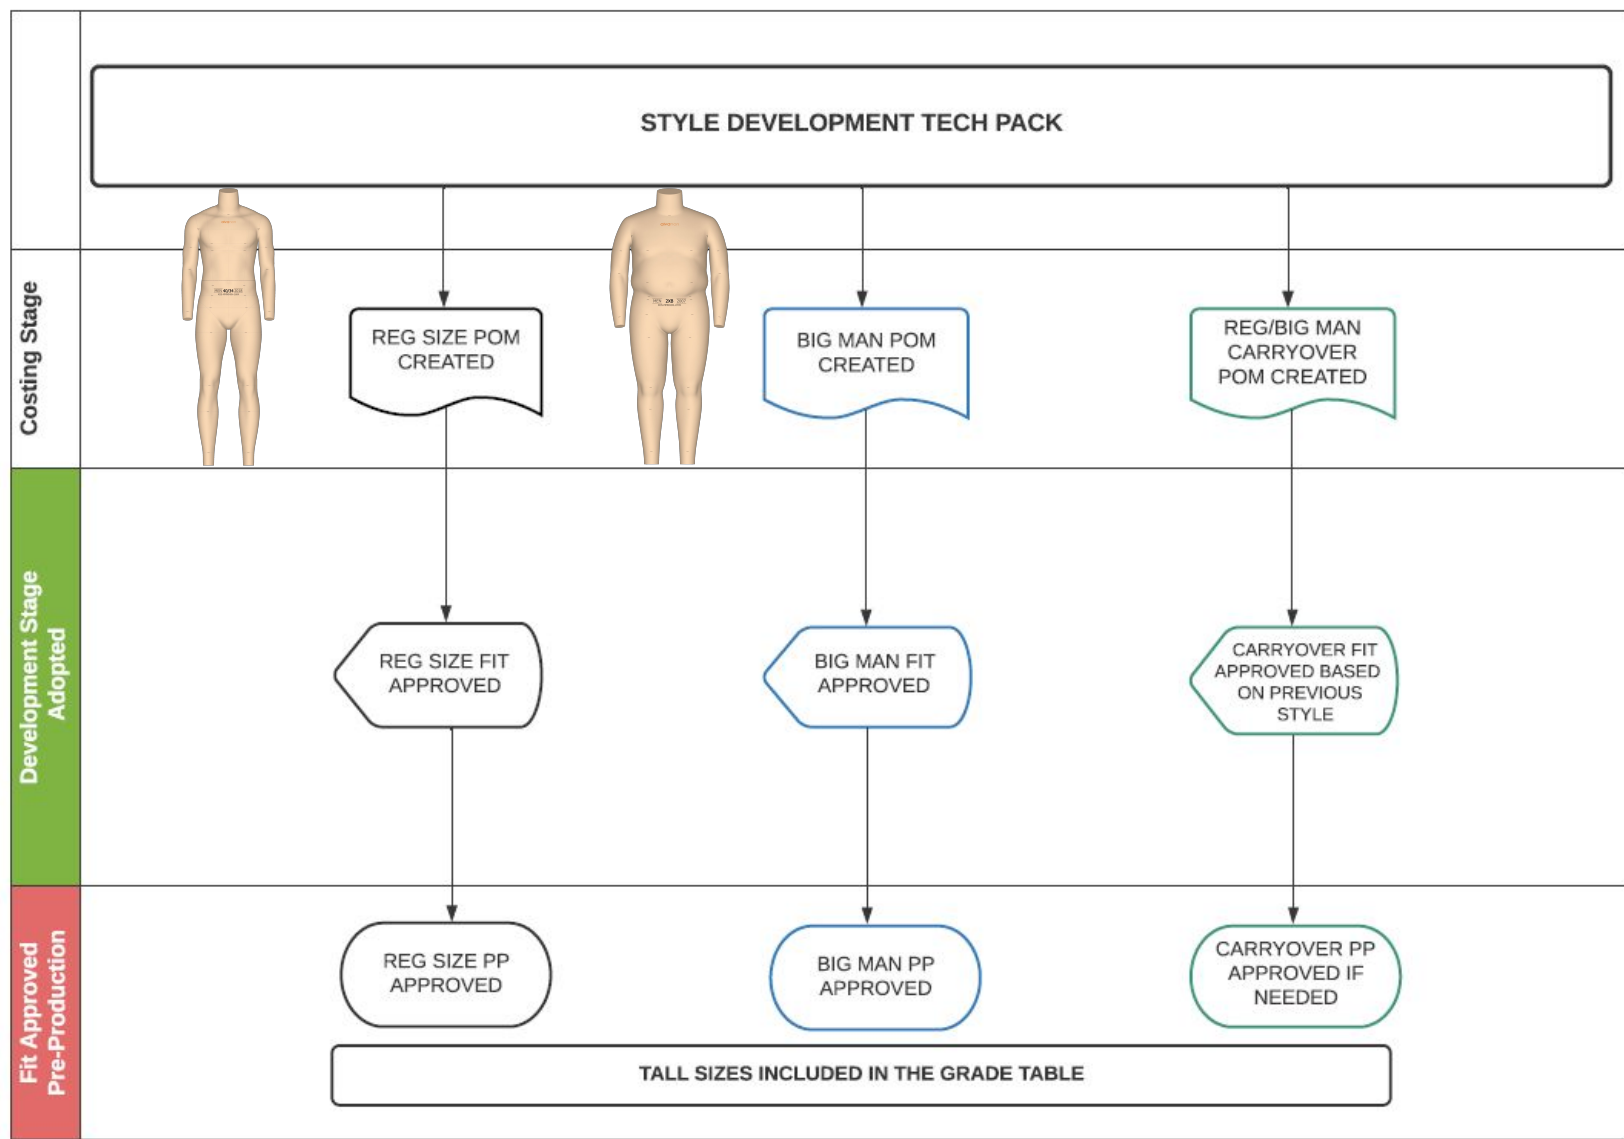 STYLE DEVELOPMENT TECH PACK
Costing Stage
REG SIZE POM
CREATED
BIG MAN POM
CREATED
REG/BIG MAN
CARRYOVER
POM CREATED
Development Stage
Adopted
REG SIZE FIT
APPROVED
BIG MAN FIT
APPROVED
CARRYOVER FIT
APPROVED BASED
ON PREVIOUS
STYLE
Fit Approved
Pre-Production
REG SIZE PP
APPROVED
BIG MAN PP
APPROVED
CARRYOVER PP
APPROVED IF
NEEDED
TALL SIZES INCLUDED IN THE GRADE TABLE